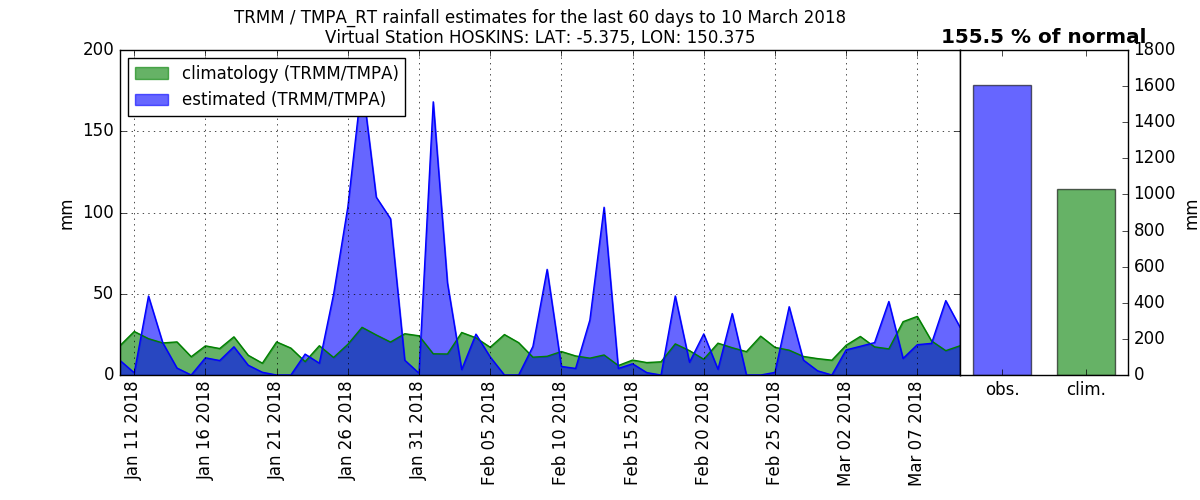 TRMM / TMPA_RT rainfall estimates for the last 60 days to 10 March 2018
Virtual Station HOSKINS: LAT: -5.375, LON: 150.375
155.5 % of normal
climatology (TRMM/TMPA)
estimated (TRMM/TMPA)
200
150
100
50
0
mm
Jan 11 2018
Jan 16 2018
Jan 21 2018
Jan 26 2018
Jan 31 2018
Feb 05 2018
Feb 10 2018
Feb 15 2018
Feb 20 2018
Feb 25 2018
Mar 02 2018
Mar 07 2018
obs.
clim.
1800
1600
1400
1200
1000
800
600
400
200
0
mm